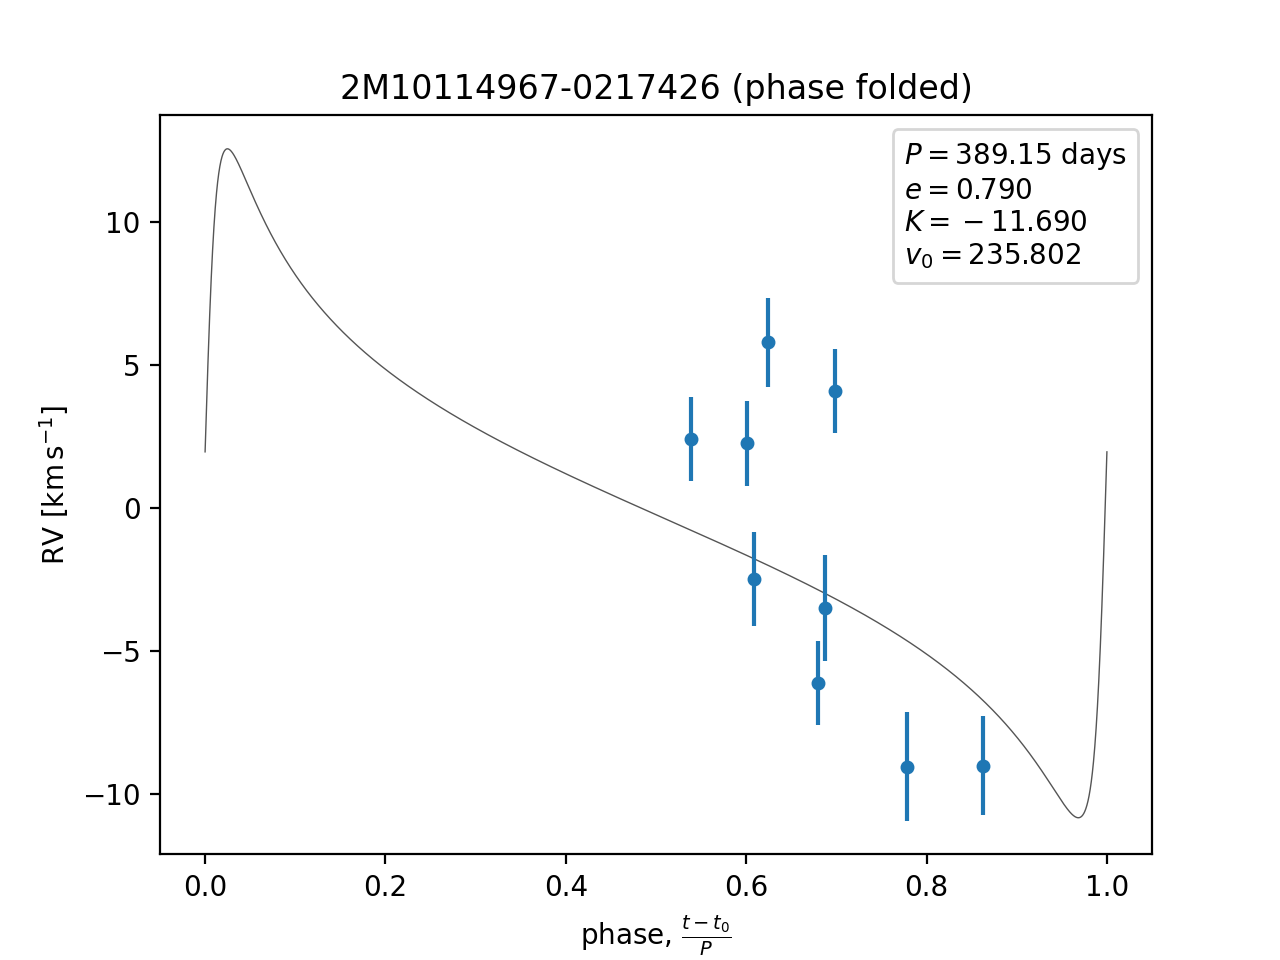 2M10114967-0217426 (phase folded)
P = 389.15 days
e = 0.790
K = −11.690
v₀ = 235.802
RV [km s⁻¹]
10
5
0
−5
−10
0.0 0.2 0.4 0.6 0.8 1.0
phase, (t − t₀)/P